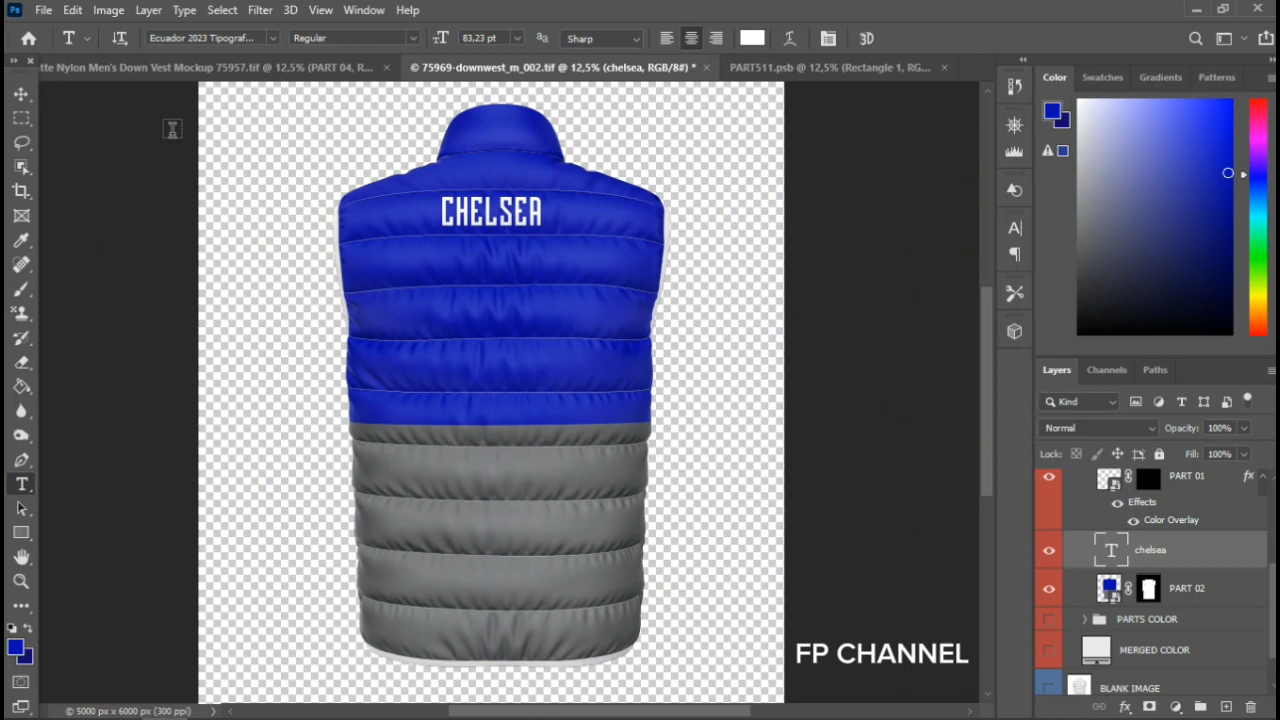 Ps File Edit Image Layer Type Select Filter 3D View Window Help
T Ecuador 2023 Tipograf... Regular 83,23 pt Sharp 3D
tte Nylon Men's Down Vest Mockup 75957.tif @ 12,5% (PART 04, R... × © 75969-downwest_m_002.tif @ 12,5% (chelsea, RGB/8#) * × PART511.psb @ 12,5% (Rectangle 1, RG... ×
Color Swatches Gradients Patterns
CHELSEA
Layers Channels Paths
Kind
Normal Opacity: 100%
Lock: Fill: 100%
PART 01 fx
Effects
Color Overlay
T chelsea
PART 02
PARTS COLOR
MERGED COLOR
BLANK IMAGE
FP CHANNEL
© 5000 px x 6000 px (300 ppi)